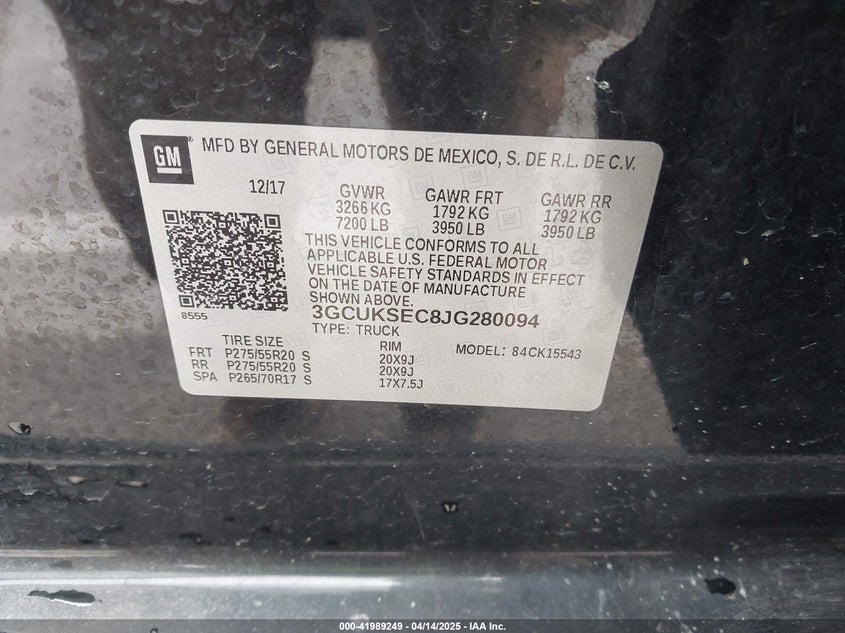 GM
MFD BY GENERAL MOTORS DE MEXICO, S. DE R.L. DE C.V.
12/17
GVWR GAWR FRT GAWR RR
3266 KG 1792 KG 1792 KG
7200 LB 3950 LB 3950 LB
THIS VEHICLE CONFORMS TO ALL
APPLICABLE U.S. FEDERAL MOTOR
VEHICLE SAFETY STANDARDS IN EFFECT
ON THE DATE OF MANUFACTURE
SHOWN ABOVE.
8555
3GCUKSEC8JG280094
TYPE: TRUCK
TIRE SIZE RIM MODEL: 84CK15543
FRT P275/55R20 S 20X9J
RR P275/55R20 S 20X9J
SPA P265/70R17 S 17X7.5J
000-41989249 - 04/14/2025 - IAA Inc.